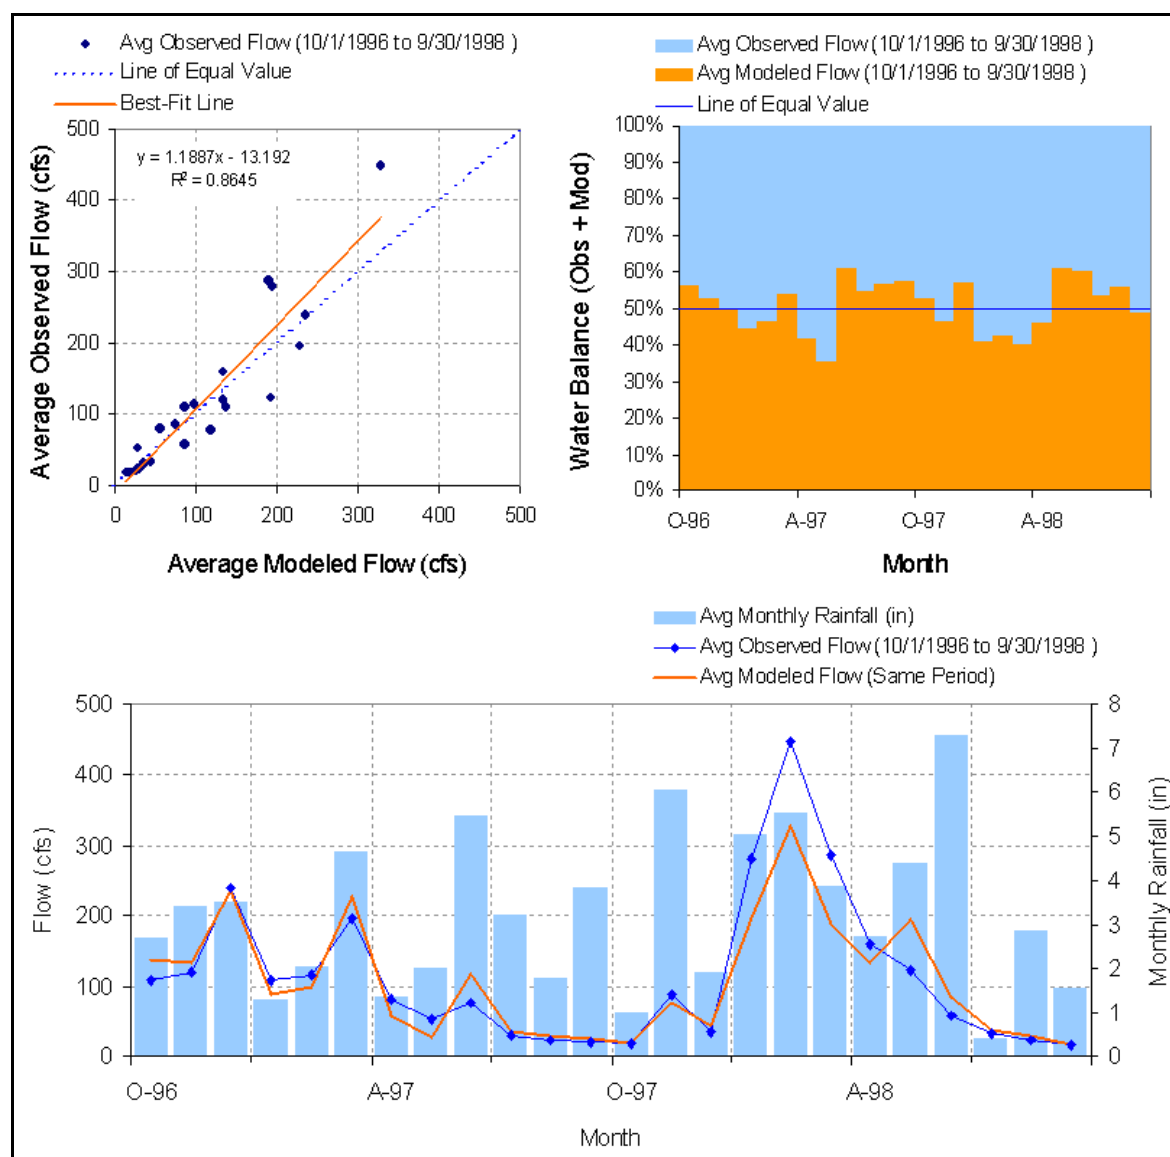 Avg Observed Flow (10/1/1996 to 9/30/1998 )
Line of Equal Value
Best-Fit Line
y = 1.1887x - 13.192
R² = 0.8645
500
400
300
200
100
0
0 100 200 300 400 500
Average Observed Flow (cfs)
Average Modeled Flow (cfs)
Avg Observed Flow (10/1/1996 to 9/30/1998 )
Avg Modeled Flow (10/1/1996 to 9/30/1998 )
Line of Equal Value
100%
90%
80%
70%
60%
50%
40%
30%
20%
10%
0%
O-96 A-97 O-97 A-98
Water Balance (Obs + Mod)
Month
Avg Monthly Rainfall (in)
Avg Observed Flow (10/1/1996 to 9/30/1998 )
Avg Modeled Flow (Same Period)
500
400
300
200
100
0
Flow (cfs)
8
7
6
5
4
3
2
1
0
Monthly Rainfall (in)
O-96 A-97 O-97 A-98
Month